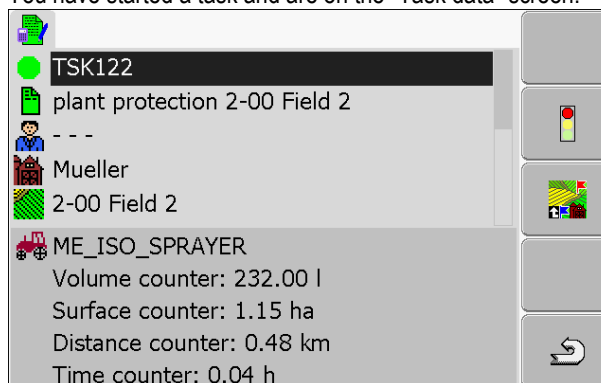 You have started a task and are on the "Task data" screen.
TSK122
plant protection 2-00 Field 2
- - -
Mueller
2-00 Field 2
ME_ISO_SPRAYER
Volume counter: 232.00 l
Surface counter: 1.15 ha
Distance counter: 0.48 km
Time counter: 0.04 h